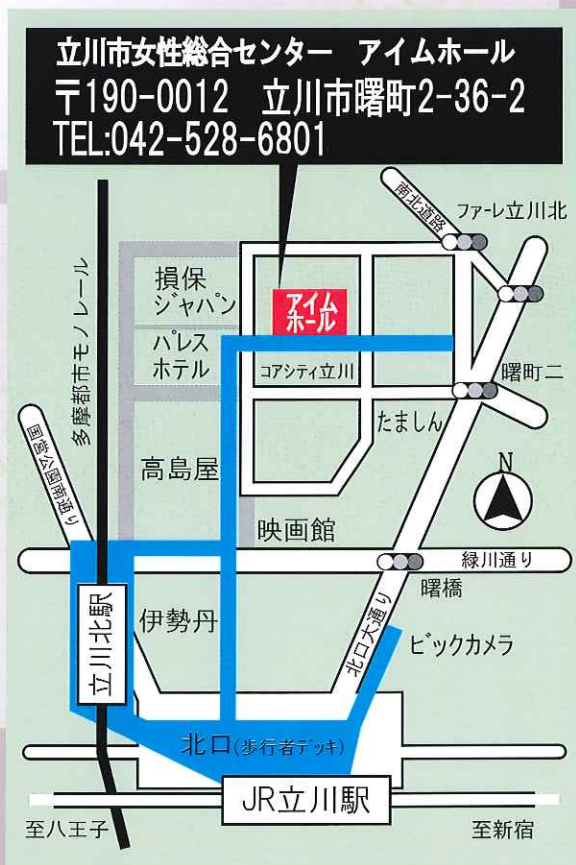 立川市女性総合センター　アイムホール
〒190-0012　立川市曙町2-36-2
TEL:042-528-6801
南北道路
ファーレ立川北
多摩都市モノレール
損保
ジャパン
アイム
ホール
パレス
ホテル
コアシティ立川
曙町二
たましん
国営公園南通り
高島屋
N
映画館
緑川通り
曙橋
立川北駅
伊勢丹
北口大通り
ビックカメラ
北口(歩行者デッキ)
JR立川駅
至八王子
至新宿